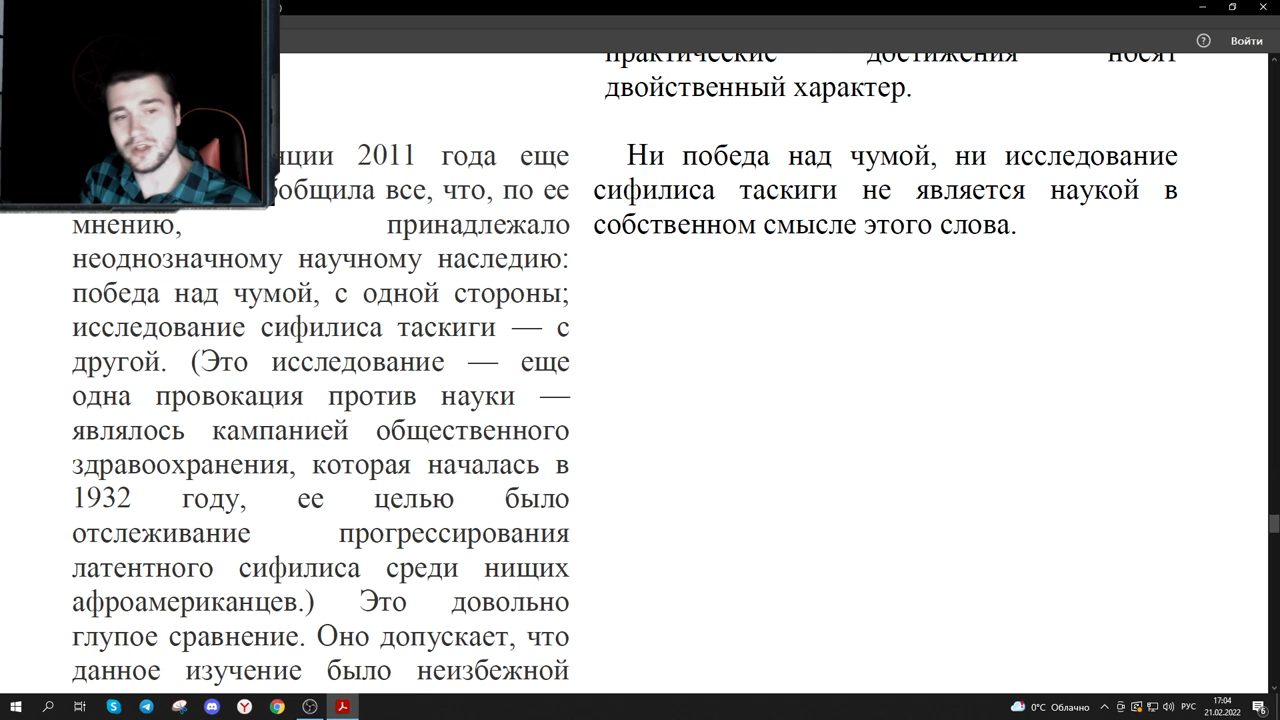 Войти
нции 2011 года еще
бобщила все, что, по ее
мнению, принадлежало
неоднозначному научному наследию:
победа над чумой, с одной стороны;
исследование сифилиса таскиги — с
другой. (Это исследование — еще
одна провокация против науки —
являлось кампанией общественного
здравоохранения, которая началась в
1932 году, ее целью было
отслеживание прогрессирования
латентного сифилиса среди нищих
афроамериканцев.) Это довольно
глупое сравнение. Оно допускает, что
данное изучение было неизбежной
практические достижения носят
двойственный характер.
Ни победа над чумой, ни исследование
сифилиса таскиги не является наукой в
собственном смысле этого слова.
0°C Облачно
РУС
17:04
21.02.2022
6